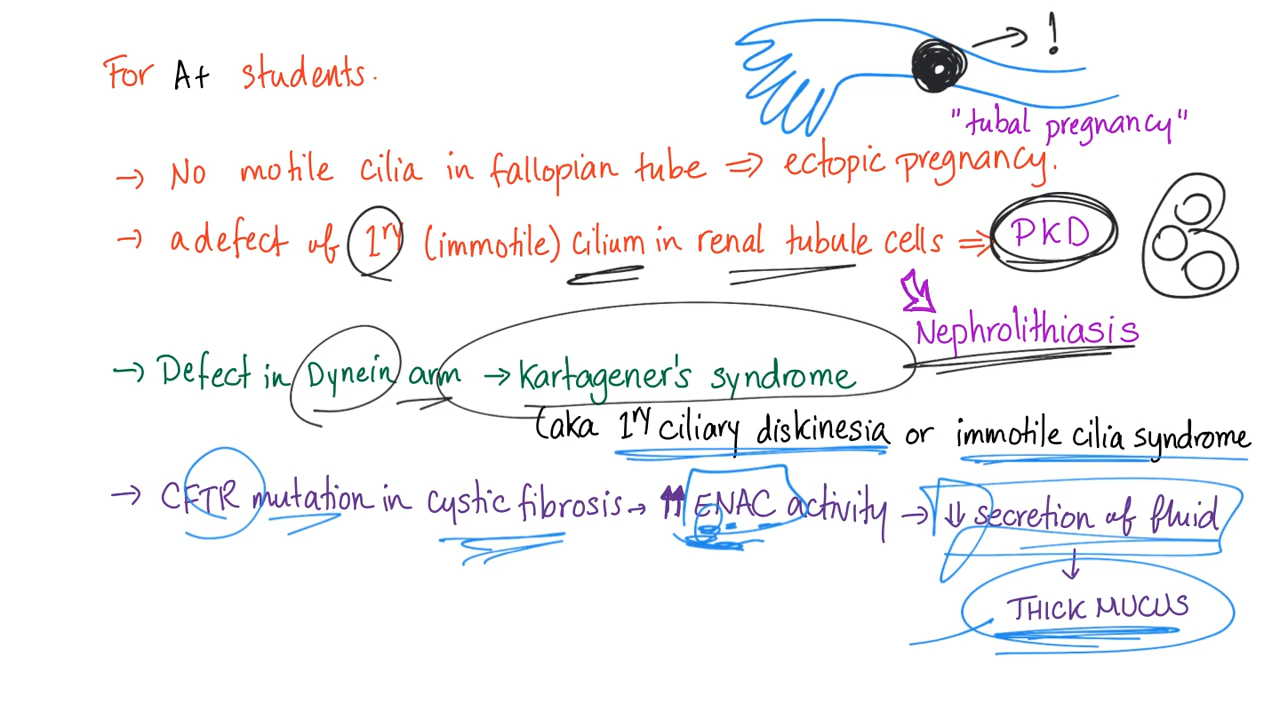 For A+ students.
→ !
"tubal pregnancy"
→ No motile cilia in fallopian tube ⇒ ectopic pregnancy.
→ a defect of 1ry (immotile) cilium in renal tubule cells ⇒ PKD
Nephrolithiasis
→ Defect in Dynein arm → Kartagener's syndrome
(aka 1ry ciliary diskinesia or immotile cilia syndrome
→ CFTR mutation in cystic fibrosis → ⇈ ENAC activity → ↓ secretion of fluid
↓
THICK MUCUS